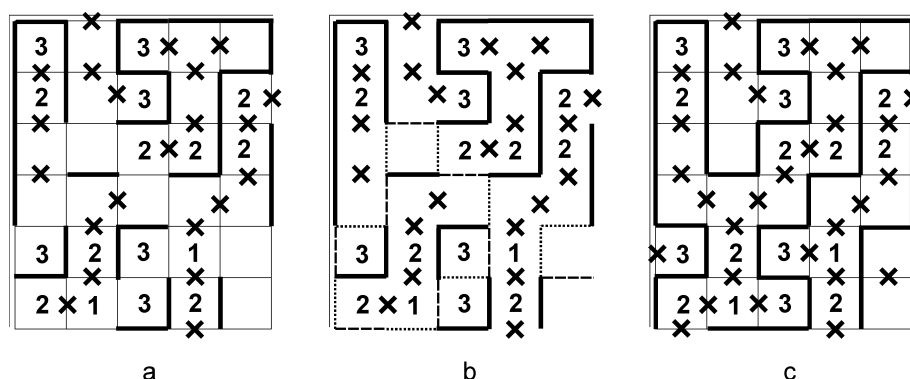 3 3 3 3 3 3
2 3 2 2 3 2 2 3 2
2 2 2 2 2 2 2 2 2
3 2 3 1 3 2 3 1 3 2 3 1
2 1 3 2 2 1 3 2 2 1 3 2
a b c